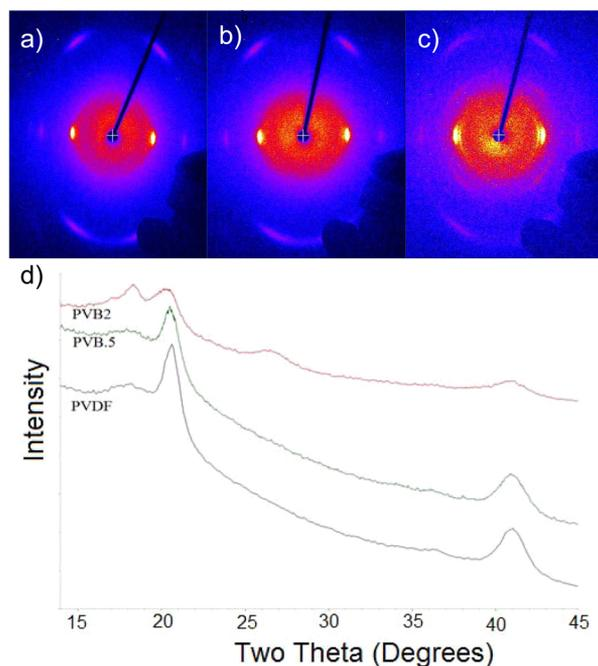 a)
b)
c)
d)
PVB2
PVB.5
PVDF
Intensity
15 20 25 30 35 40 45
Two Theta (Degrees)